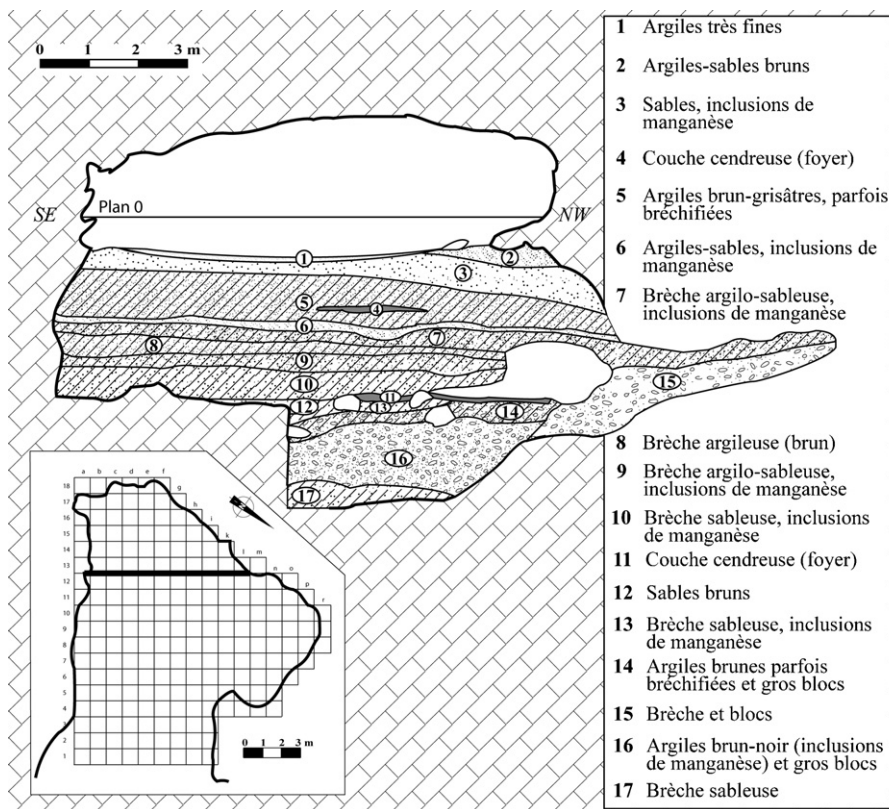 0 1 2 3 m
SE
Plan 0
NW
1
2
3
5
4
6
7
8
9
10
15
11
12
13
14
16
17
a b c d e f
g
h
i
k
l m
n o
p
r
18
17
16
15
14
13
12
11
10
9
8
7
6
5
4
3
2
1
0 1 2 3 m
1 Argiles très fines
2 Argiles-sables bruns
3 Sables, inclusions de
manganèse
4 Couche cendreuse (foyer)
5 Argiles brun-grisâtres, parfois
bréchifiées
6 Argiles-sables, inclusions de
manganèse
7 Brèche argilo-sableuse,
inclusions de manganèse
8 Brèche argileuse (brun)
9 Brèche argilo-sableuse,
inclusions de manganèse
10 Brèche sableuse, inclusions
de manganèse
11 Couche cendreuse (foyer)
12 Sables bruns
13 Brèche sableuse, inclusions
de manganèse
14 Argiles brunes parfois
bréchifiées et gros blocs
15 Brèche et blocs
16 Argiles brun-noir (inclusions
de manganèse) et gros blocs
17 Brèche sableuse